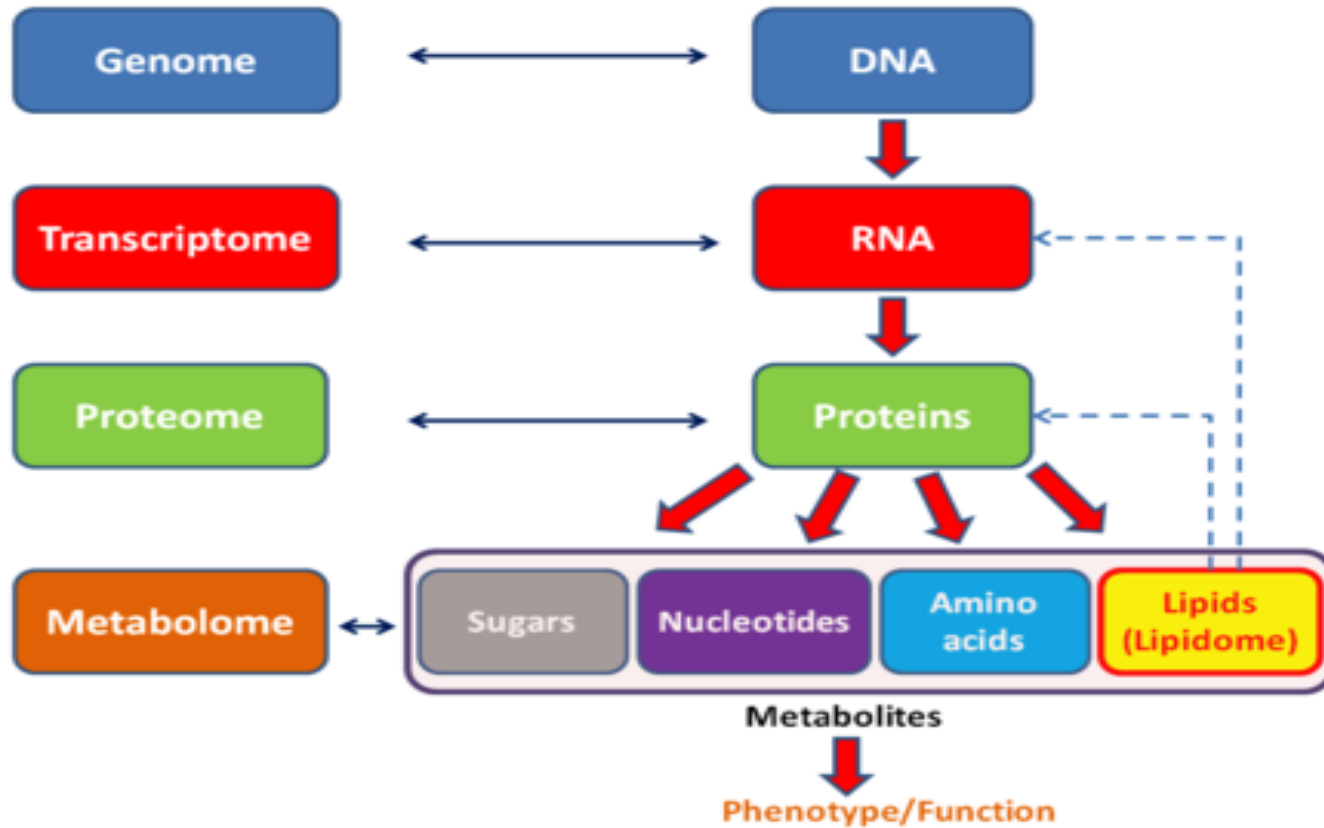 Genome
DNA
Transcriptome
RNA
Proteome
Proteins
Metabolome
Sugars
Nucleotides
Amino
acids
Lipids
(Lipidome)
Metabolites
Phenotype/Function